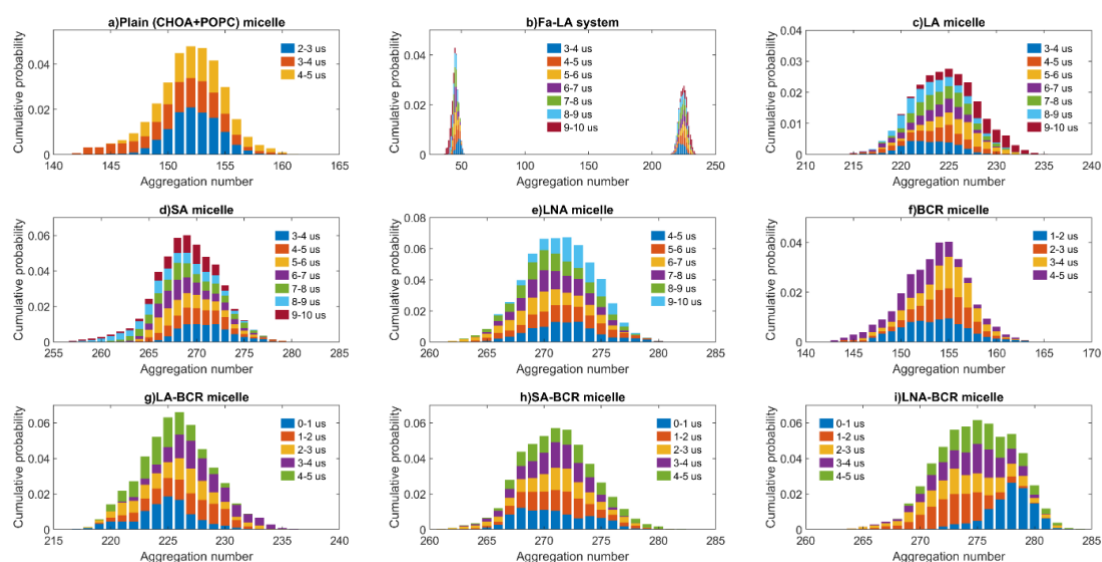 a)Plain (CHOA+POPC) micelle
Cumulative probability
0.04
0.02
0
140 145 150 155 160 165
Aggregation number
2-3 us
3-4 us
4-5 us
b)Fa-LA system
Cumulative probability
0.04
0.02
0
50 100 150 200 250
Aggregation number
3-4 us
4-5 us
5-6 us
6-7 us
7-8 us
8-9 us
9-10 us
c)LA micelle
Cumulative probability
0.04
0.03
0.02
0.01
0
210 215 220 225 230 235 240
Aggregation number
3-4 us
4-5 us
5-6 us
6-7 us
7-8 us
8-9 us
9-10 us
d)SA micelle
Cumulative probability
0.06
0.04
0.02
0
255 260 265 270 275 280 285
Aggregation number
3-4 us
4-5 us
5-6 us
6-7 us
7-8 us
8-9 us
9-10 us
e)LNA micelle
Cumulative probability
0.08
0.06
0.04
0.02
0
260 265 270 275 280 285
Aggregation number
4-5 us
5-6 us
6-7 us
7-8 us
8-9 us
9-10 us
f)BCR micelle
Cumulative probability
0.04
0.02
0
140 145 150 155 160 165 170
Aggregation number
1-2 us
2-3 us
3-4 us
4-5 us
g)LA-BCR micelle
Cumulative probability
0.06
0.04
0.02
0
215 220 225 230 235 240
Aggregation number
0-1 us
1-2 us
2-3 us
3-4 us
4-5 us
h)SA-BCR micelle
Cumulative probability
0.06
0.04
0.02
0
260 265 270 275 280 285
Aggregation number
0-1 us
1-2 us
2-3 us
3-4 us
4-5 us
i)LNA-BCR micelle
Cumulative probability
0.06
0.04
0.02
0
260 265 270 275 280 285
Aggregation number
0-1 us
1-2 us
2-3 us
3-4 us
4-5 us